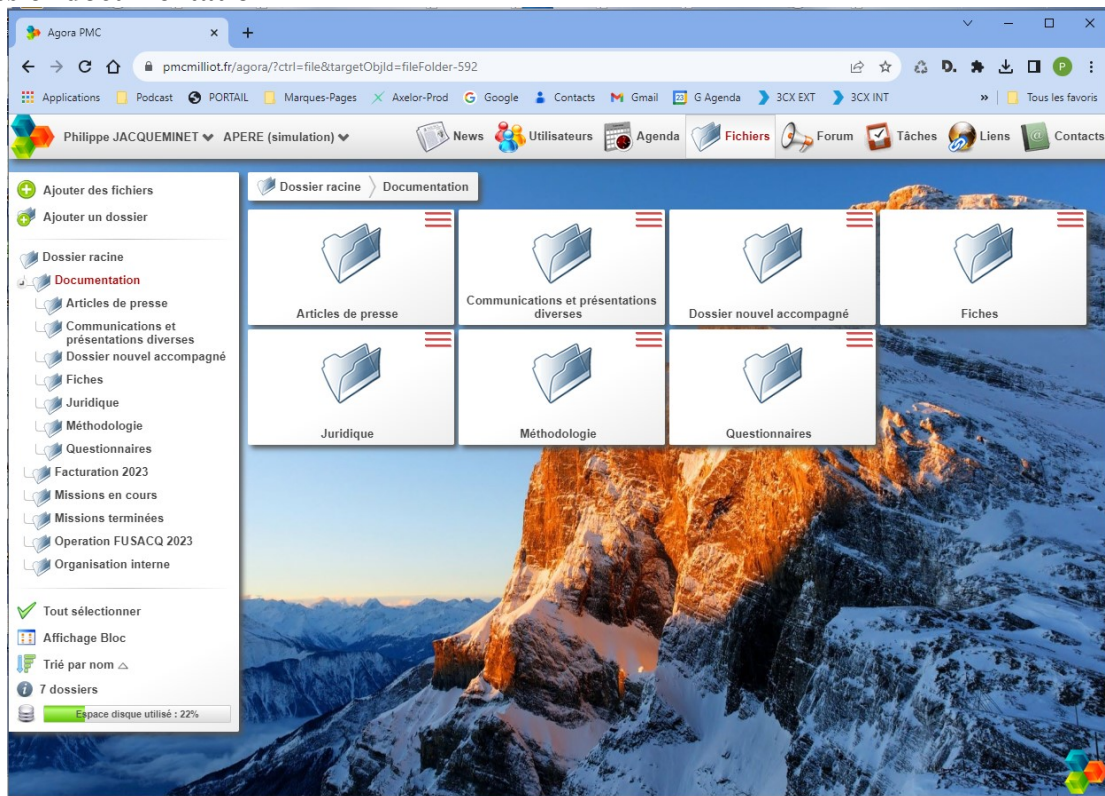 Agora PMC
pmcmilliot.fr/agora/?ctrl=file&targetObjId=fileFolder-592
Applications Podcast PORTAIL Marques-Pages Axelor-Prod Google Contacts Gmail G Agenda 3CX EXT 3CX INT » Tous les favoris
Philippe JACQUEMINET APERE (simulation) News Utilisateurs Agenda Fichiers Forum Tâches Liens Contacts
Ajouter des fichiers
Ajouter un dossier
Dossier racine
Documentation
Articles de presse
Communications et
présentations diverses
Dossier nouvel accompagné
Fiches
Juridique
Méthodologie
Questionnaires
Facturation 2023
Missions en cours
Missions terminées
Operation FUSACQ 2023
Organisation interne
Tout sélectionner
Affichage Bloc
Trié par nom
7 dossiers
Espace disque utilisé : 22%
Dossier racine Documentation
Articles de presse
Communications et présentations
diverses
Dossier nouvel accompagné
Fiches
Juridique
Méthodologie
Questionnaires